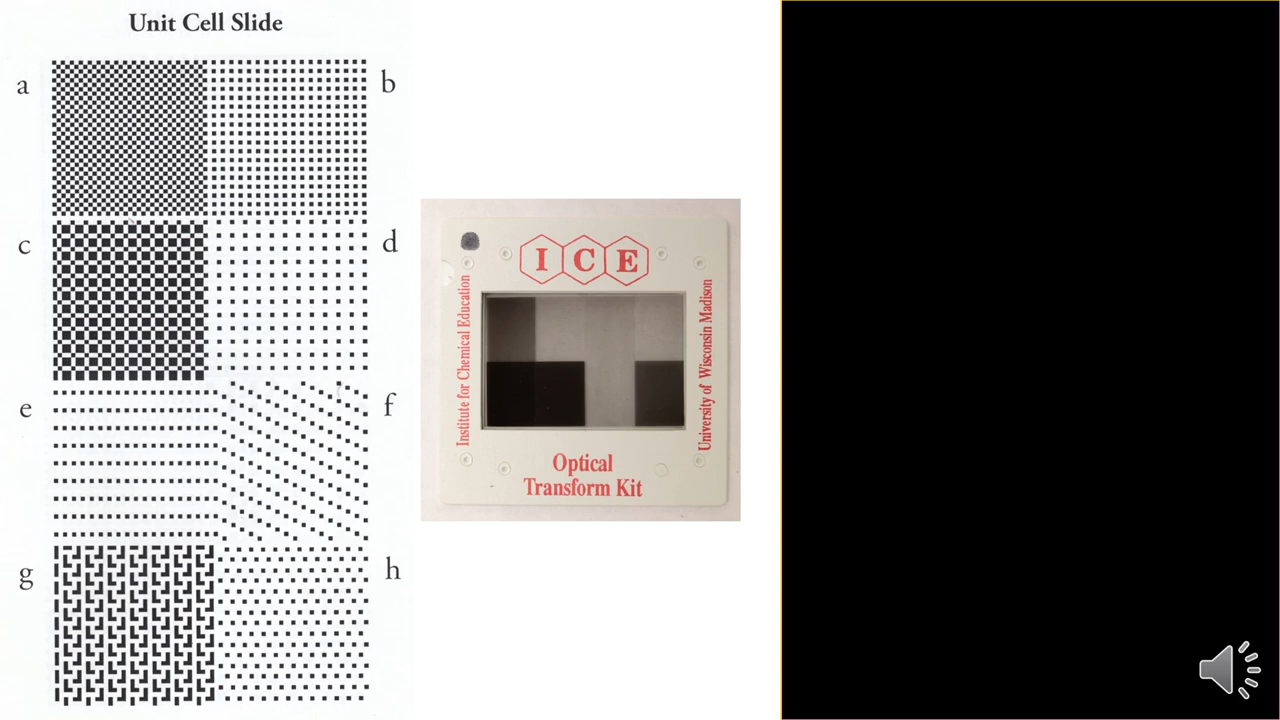 Unit Cell Slide
a
b
c
d
e
f
g
h
I C E
Institute for Chemical Education
University of Wisconsin Madison
Optical
Transform Kit